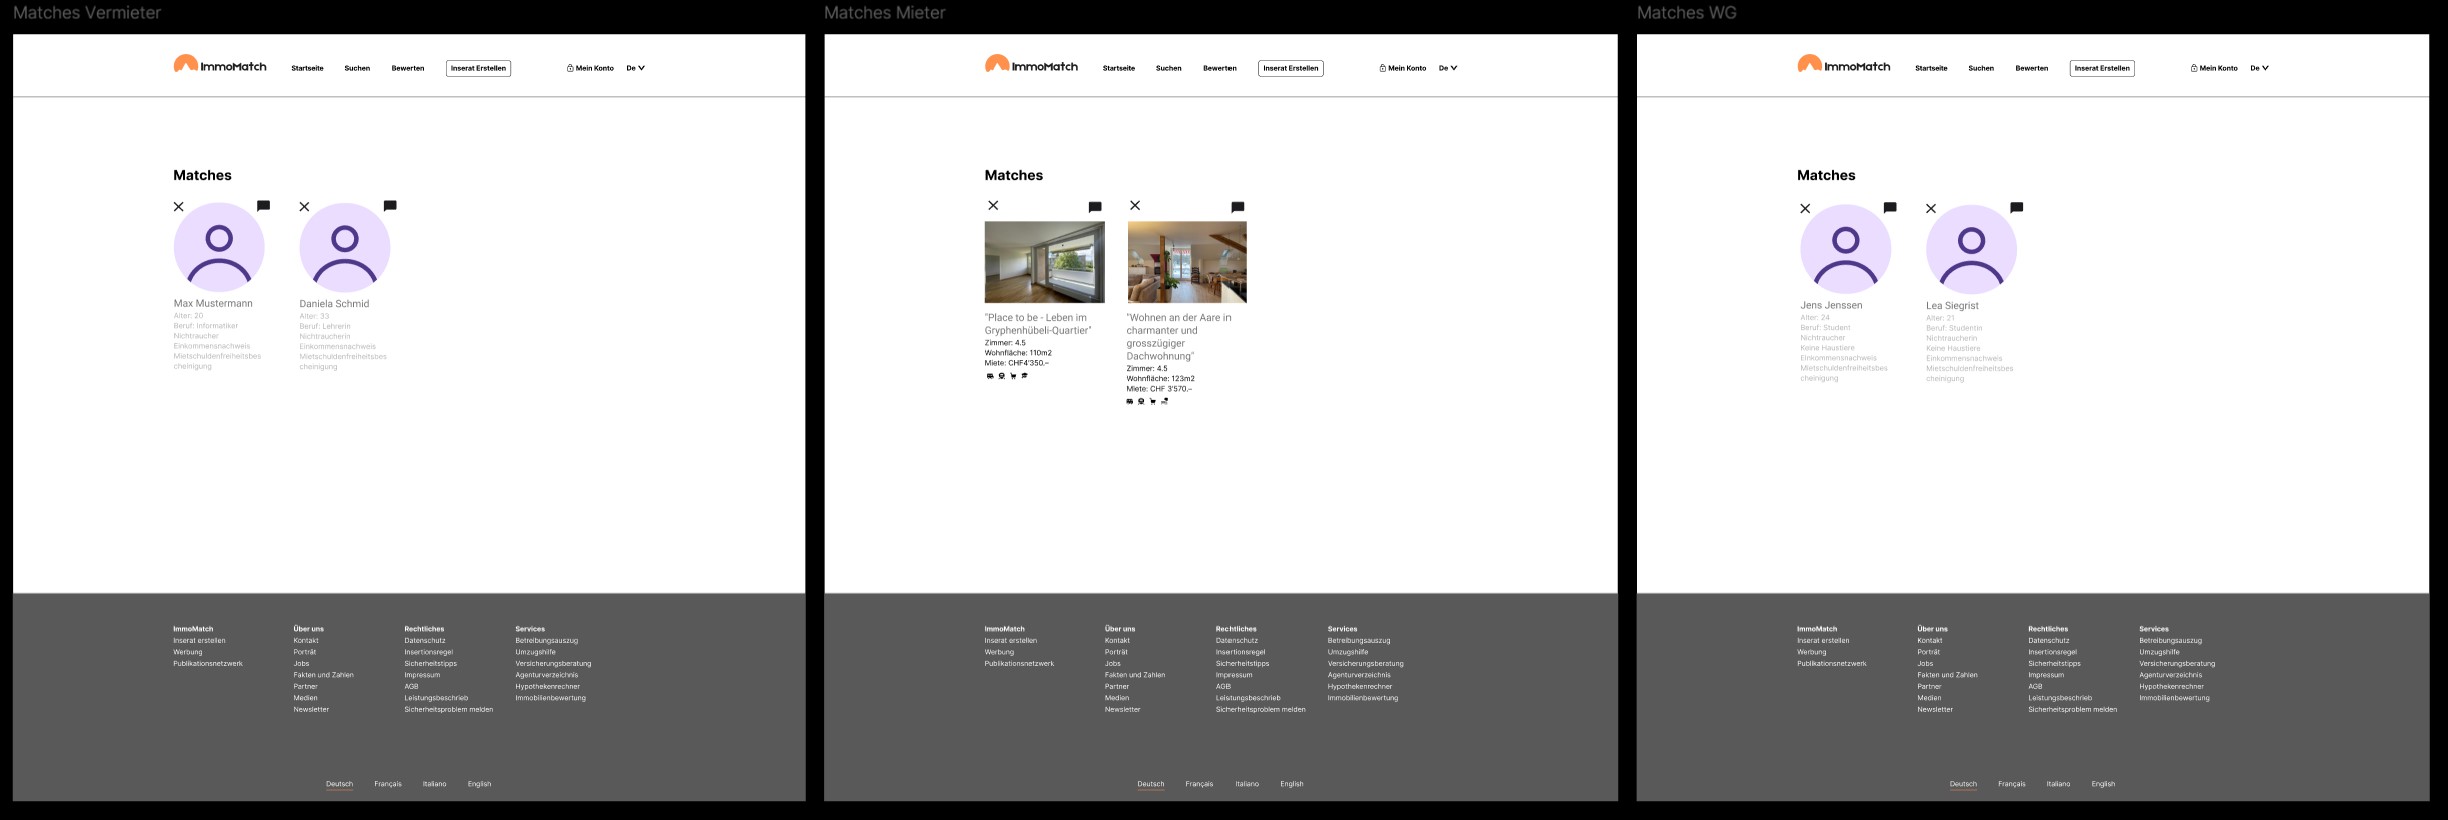 Matches Vermieter
ImmoMatch
Startseite
Suchen
Bewerten
Inserat Erstellen
Mein Konto
De
Matches
Max Mustermann
Alter: 20
Beruf: Informatiker
Nichtraucher
Einkommensnachweis
Mietschuldenfreiheitsbes
cheinigung
Daniela Schmid
Alter: 33
Beruf: Lehrerin
Nichtraucherin
Einkommensnachweis
Mietschuldenfreiheitsbes
cheinigung
ImmoMatch
Inserat erstellen
Werbung
Publikationsnetzwerk
Über uns
Kontakt
Porträt
Jobs
Fakten und Zahlen
Partner
Medien
Newsletter
Rechtliches
Datenschutz
Insertionsregel
Sicherheitstipps
Impressum
AGB
Leistungsbeschrieb
Sicherheitsproblem melden
Services
Betreibungsauszug
Umzugshilfe
Versicherungsberatung
Agenturverzeichnis
Hypothekenrechner
Immobilienbewertung
Deutsch
Français
Italiano
English
Matches Mieter
ImmoMatch
Startseite
Suchen
Bewerten
Inserat Erstellen
Mein Konto
De
Matches
"Place to be - Leben im
Gryphenhübeli-Quartier"
Zimmer: 4.5
Wohnfläche: 110m2
Miete: CHF4'350.–
"Wohnen an der Aare in
charmanter und
grosszügiger
Dachwohnung"
Zimmer: 4.5
Wohnfläche: 123m2
Miete: CHF 3'570.–
ImmoMatch
Inserat erstellen
Werbung
Publikationsnetzwerk
Über uns
Kontakt
Porträt
Jobs
Fakten und Zahlen
Partner
Medien
Newsletter
Rechtliches
Datenschutz
Insertionsregel
Sicherheitstipps
Impressum
AGB
Leistungsbeschrieb
Sicherheitsproblem melden
Services
Betreibungsauszug
Umzugshilfe
Versicherungsberatung
Agenturverzeichnis
Hypothekenrechner
Immobilienbewertung
Deutsch
Français
Italiano
English
Matches WG
ImmoMatch
Startseite
Suchen
Bewerten
Inserat Erstellen
Mein Konto
De
Matches
Jens Jenssen
Alter: 24
Beruf: Student
Nichtraucher
Keine Haustiere
Einkommensnachweis
Mietschuldenfreiheitsbes
cheinigung
Lea Siegrist
Alter: 21
Beruf: Studentin
Nichtraucherin
Keine Haustiere
Einkommensnachweis
Mietschuldenfreiheitsbes
cheinigung
ImmoMatch
Inserat erstellen
Werbung
Publikationsnetzwerk
Über uns
Kontakt
Porträt
Jobs
Fakten und Zahlen
Partner
Medien
Newsletter
Rechtliches
Datenschutz
Insertionsregel
Sicherheitstipps
Impressum
AGB
Leistungsbeschrieb
Sicherheitsproblem melden
Services
Betreibungsauszug
Umzugshilfe
Versicherungsberatung
Agenturverzeichnis
Hypothekenrechner
Immobilienbewertung
Deutsch
Français
Italiano
English